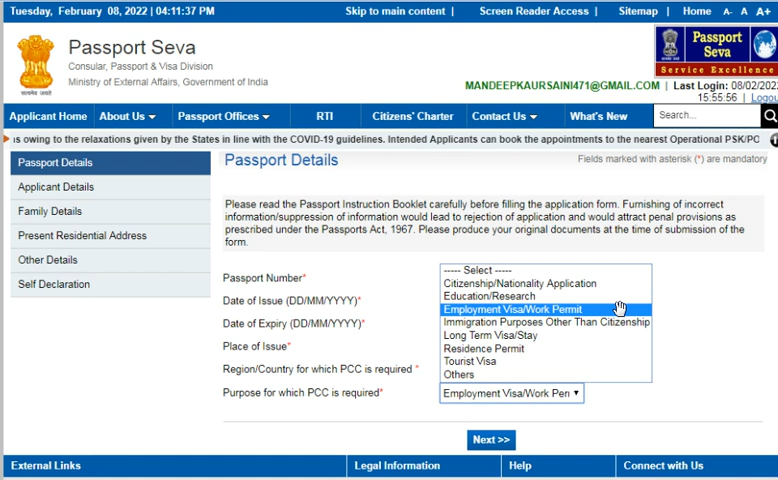 Tuesday, February 08, 2022 | 04:11:37 PM
Skip to main content | Screen Reader Access | Sitemap | Home A- A A+
Passport Seva
Consular, Passport & Visa Division
Ministry of External Affairs, Government of India
Passport
Seva
Service Excellence
MANDEEPKAURSAINI471@GMAIL.COM | Last Login: 08/02/2022
15:55:56 | Logou
Applicant Home About Us Passport Offices RTI Citizens' Charter Contact Us What's New Search...
is owing to the relaxations given by the States in line with the COVID-19 guidelines. Intended Applicants can book the appointments to the nearest Operational PSK/PO
Passport Details
Applicant Details
Family Details
Present Residential Address
Other Details
Self Declaration
Passport Details
Fields marked with asterisk (*) are mandatory
Please read the Passport Instruction Booklet carefully before filling the application form. Furnishing of incorrect
information/suppression of information would lead to rejection of application and would attract penal provisions as
prescribed under the Passports Act, 1967. Please produce your original documents at the time of submission of the
form.
Passport Number*
Date of Issue (DD/MM/YYYY)*
Date of Expiry (DD/MM/YYYY)*
Place of Issue*
Region/Country for which PCC is required *
Purpose for which PCC is required*
----- Select -----
Citizenship/Nationality Application
Education/Research
Employment Visa/Work Permit
Immigration Purposes Other Than Citizenship
Long Term Visa/Stay
Residence Permit
Tourist Visa
Others
Employment Visa/Work Pen
Next >>
External Links
Legal Information
Help
Connect with Us